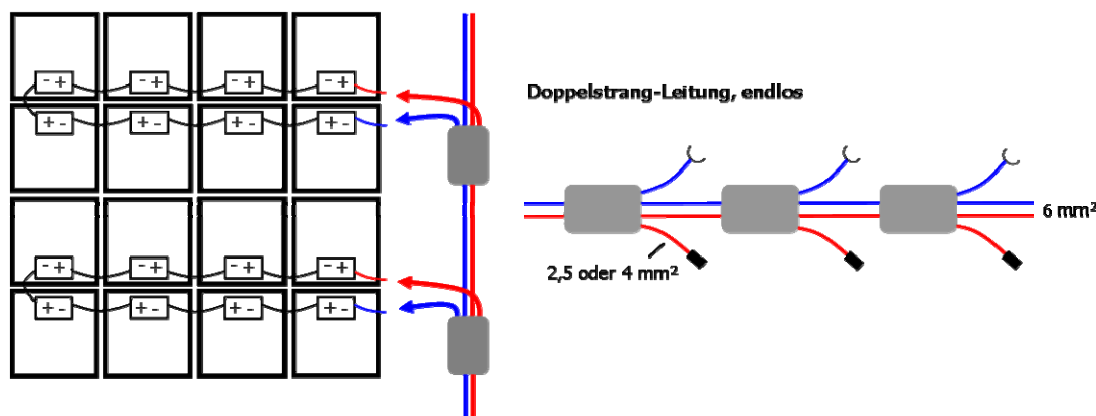 - + - + - + - +
+ - + - + - + -
- + - + - + - +
+ - + - + - + -
Doppelstrang-Leitung, endlos
6 mm²
2,5 oder 4 mm²